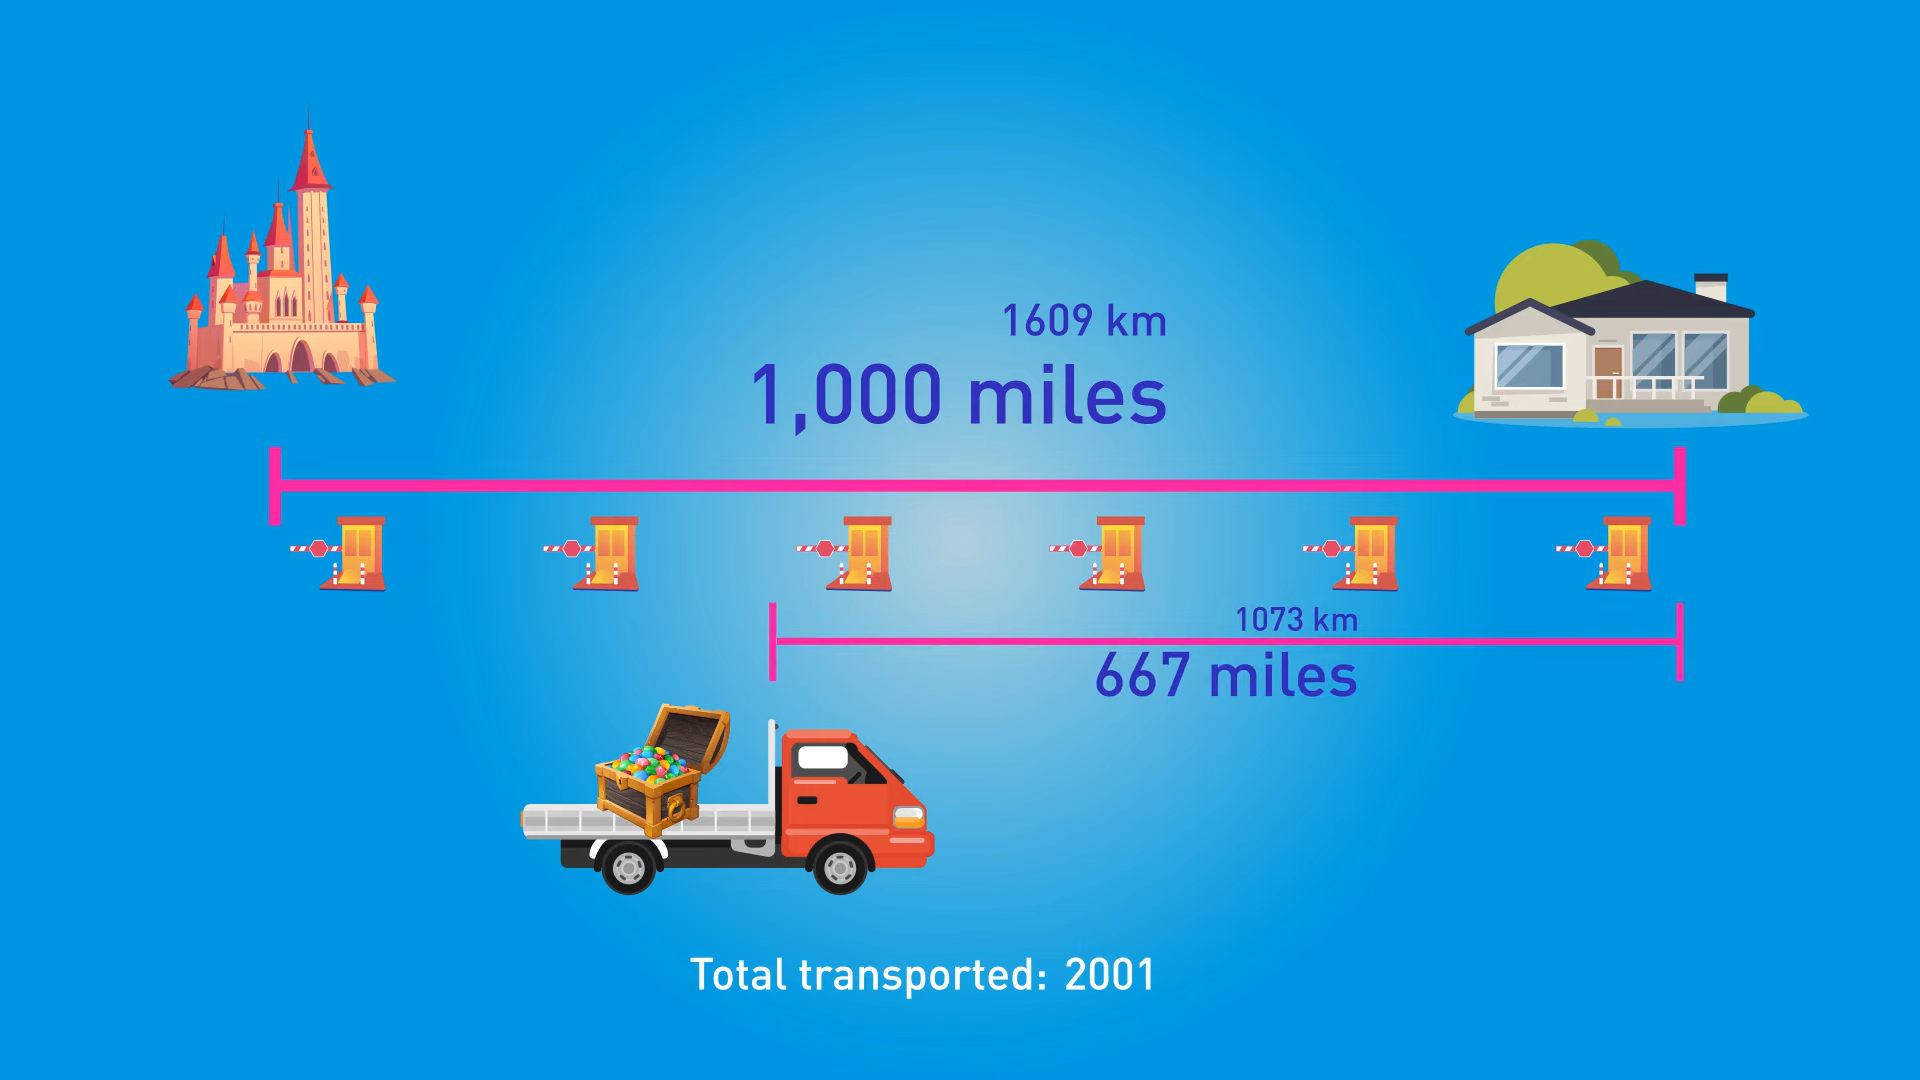 1609 km
1,000 miles
1073 km
667 miles
Total transported: 2001